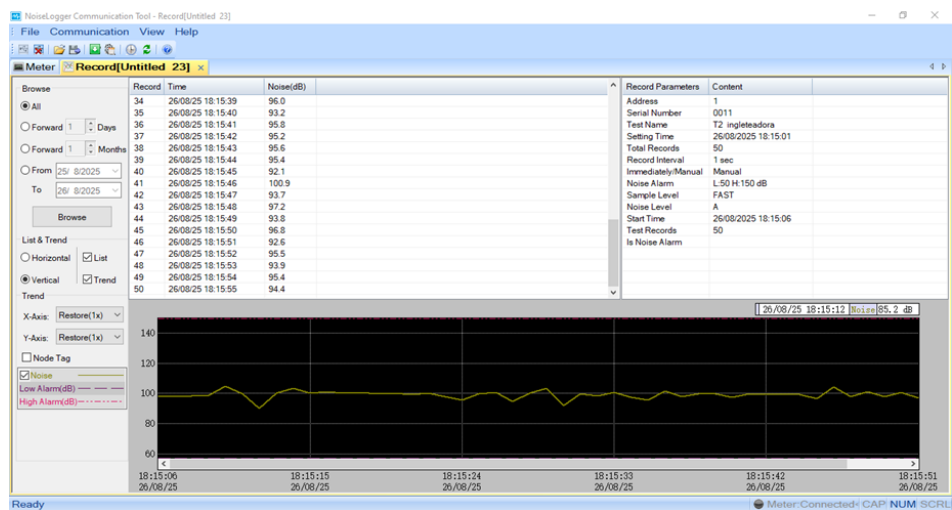 NoiseLogger Communication Tool - Record[Untitled 23]
File Communication View Help
Meter Record[Untitled 23] ×
Browse
All
Forward 1 Days
Forward 1 Months
From 25/ 8/2025
To 26/ 8/2025
Browse
List & Trend
Horizontal List
Vertical Trend
Trend
X-Axis: Restore(1x)
Y-Axis: Restore(1x)
Node Tag
Noise
Low Alarm(dB)
High Alarm(dB)
Record Time Noise(dB)
34 26/08/25 18:15:39 96.0
35 26/08/25 18:15:40 93.2
36 26/08/25 18:15:41 95.8
37 26/08/25 18:15:42 95.2
38 26/08/25 18:15:43 95.6
39 26/08/25 18:15:44 95.4
40 26/08/25 18:15:45 92.1
41 26/08/25 18:15:46 100.9
42 26/08/25 18:15:47 93.7
43 26/08/25 18:15:48 97.2
44 26/08/25 18:15:49 93.8
45 26/08/25 18:15:50 96.8
46 26/08/25 18:15:51 92.6
47 26/08/25 18:15:52 95.5
48 26/08/25 18:15:53 93.9
49 26/08/25 18:15:54 95.4
50 26/08/25 18:15:55 94.4
Record Parameters Content
Address 1
Serial Number 0011
Test Name T2 ingleteadora
Setting Time 26/08/2025 18:15:01
Total Records 50
Record Interval 1 sec
Immediately/Manual Manual
Noise Alarm L:50 H:150 dB
Sample Level FAST
Noise Level A
Start Time 26/08/2025 18:15:06
Test Records 50
Is Noise Alarm
26/08/25 18:15:12 Noise 85.2 dB
140
120
100
80
60
18:15:06 18:15:15 18:15:24 18:15:33 18:15:42 18:15:51
26/08/25 26/08/25 26/08/25 26/08/25 26/08/25 26/08/25
Ready Meter:Connected CAP NUM SCRL